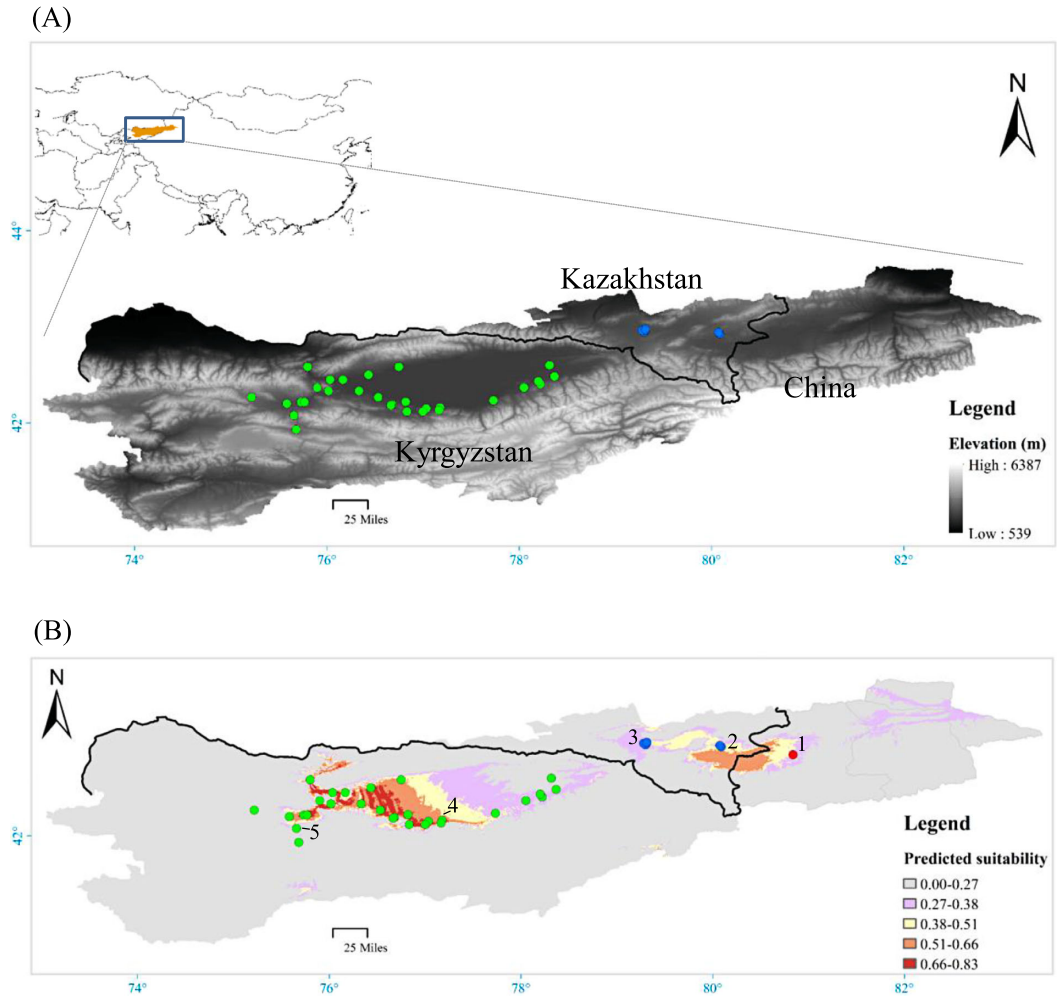 (A)
N
44°
Kazakhstan
China
42°
Legend
Kyrgyzstan
Elevation (m)
High : 6387
25 Miles
Low : 539
74° 76° 78° 80° 82°
(B)
N
3 2 1
4
5
42°
Legend
Predicted suitability
0.00-0.27
0.27-0.38
0.38-0.51
0.51-0.66
0.66-0.83
25 Miles
74° 76° 78° 80° 82°